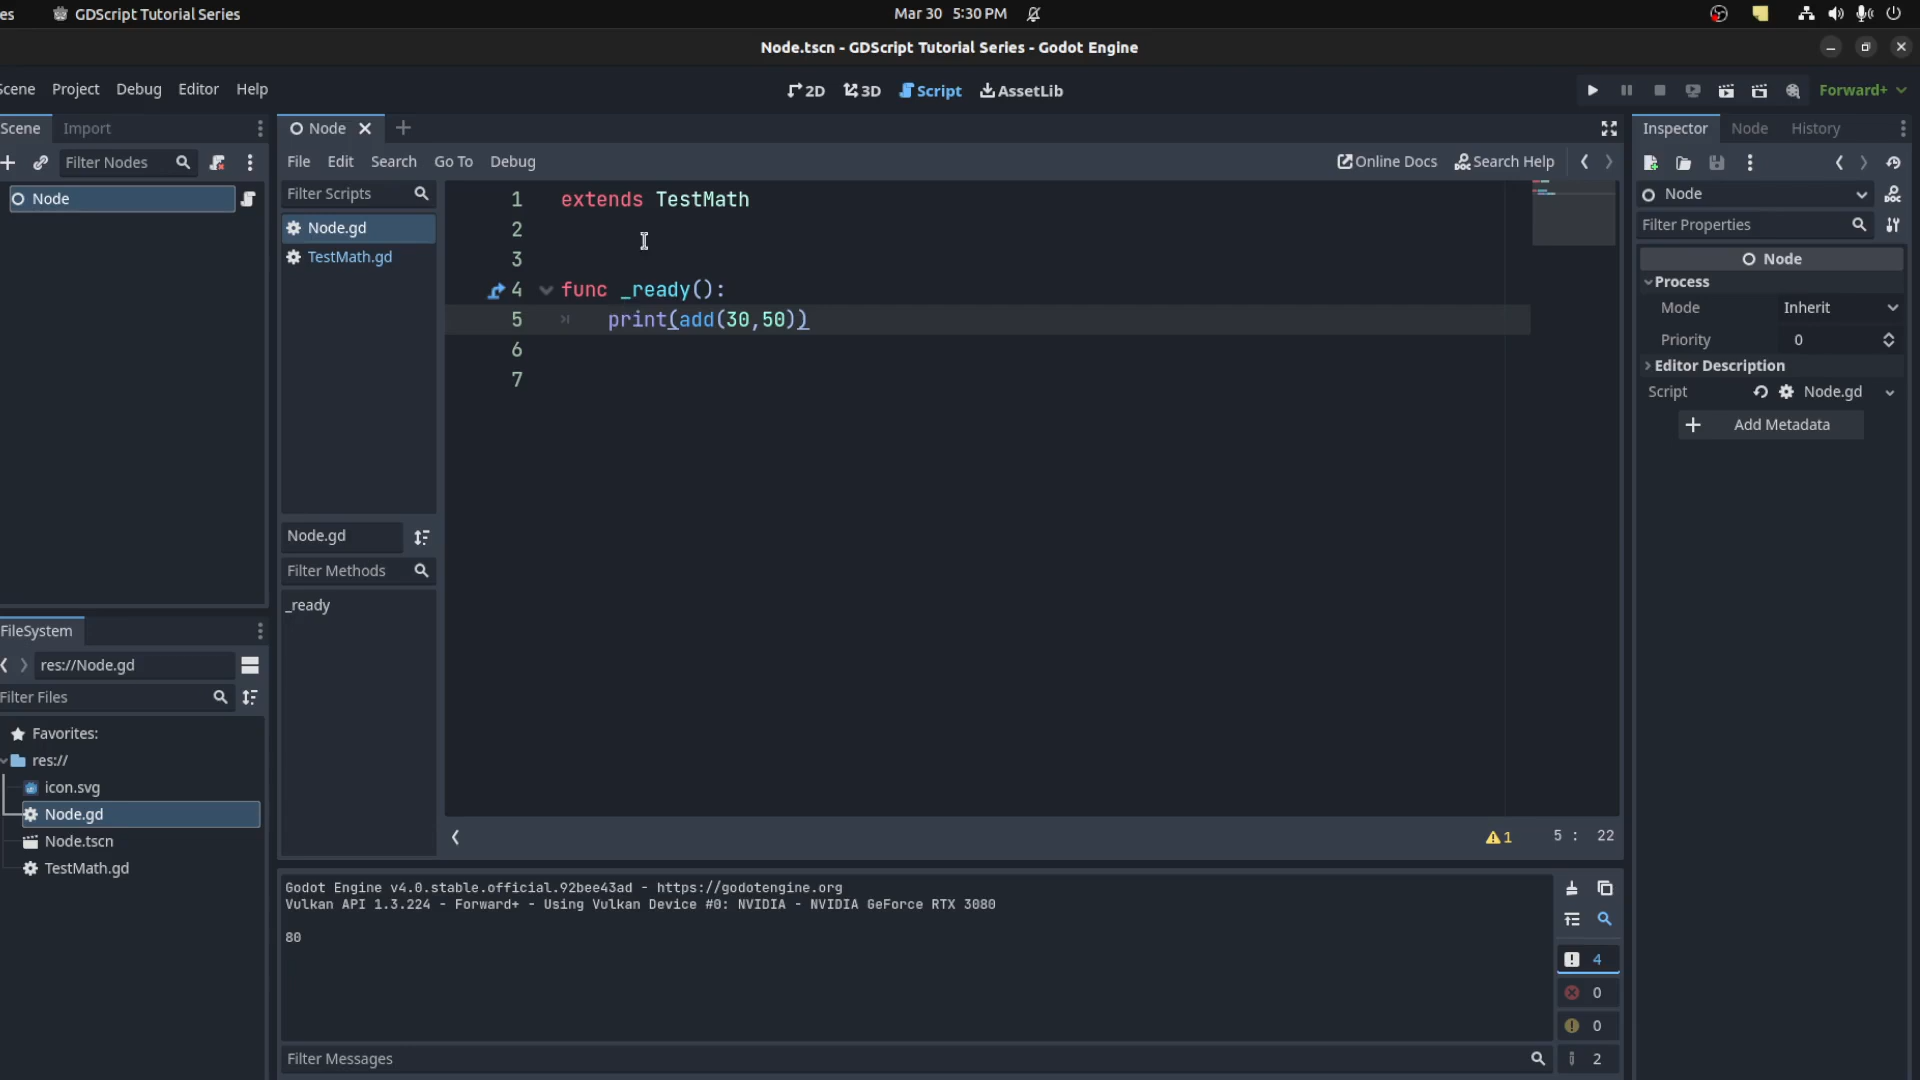 es
GDScript Tutorial Series
Mar 30 5:30 PM
Node.tscn - GDScript Tutorial Series - Godot Engine
Scene Project Debug Editor Help
2D 3D Script AssetLib
Forward+
Scene Import
Filter Nodes
Node
Node
File Edit Search Go To Debug
Online Docs Search Help
Filter Scripts
Node.gd
TestMath.gd
1 extends TestMath
2
3
4 func _ready():
5 print(add(30,50))
6
7
Node.gd
Filter Methods
_ready
1 5 : 22
FileSystem
res://Node.gd
Filter Files
Favorites:
res://
icon.svg
Node.gd
Node.tscn
TestMath.gd
Godot Engine v4.0.stable.official.92bee43ad - https://godotengine.org
Vulkan API 1.3.224 - Forward+ - Using Vulkan Device #0: NVIDIA - NVIDIA GeForce RTX 3080
80
Filter Messages
4
0
0
2
Inspector Node History
Node
Filter Properties
Node
Process
Mode Inherit
Priority 0
Editor Description
Script Node.gd
Add Metadata